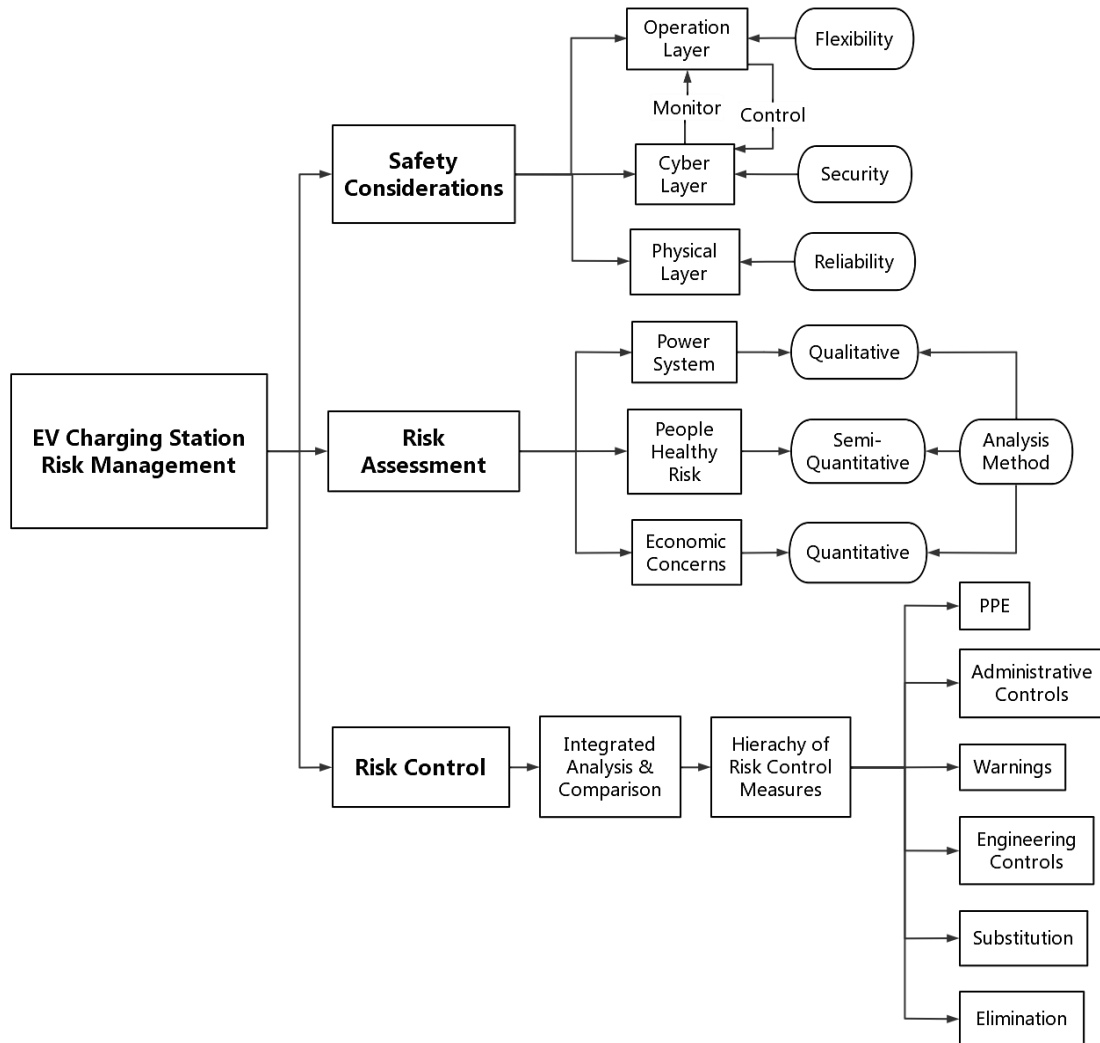 Operation
Layer
Flexibility
Monitor
Control
Safety
Considerations
Cyber
Layer
Security
Physical
Layer
Reliability
Power
System
Qualitative
EV Charging Station
Risk Management
Risk
Assessment
People
Healthy
Risk
Semi-
Quantitative
Analysis
Method
Economic
Concerns
Quantitative
PPE
Administrative
Controls
Risk Control
Integrated
Analysis &
Comparison
Hierachy of
Risk Control
Measures
Warnings
Engineering
Controls
Substitution
Elimination